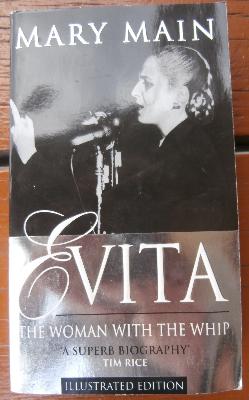 MARY MAIN
EVITA
THE WOMAN WITH THE WHIP
'A SUPERB BIOGRAPHY'
TIM RICE
ILLUSTRATED EDITION